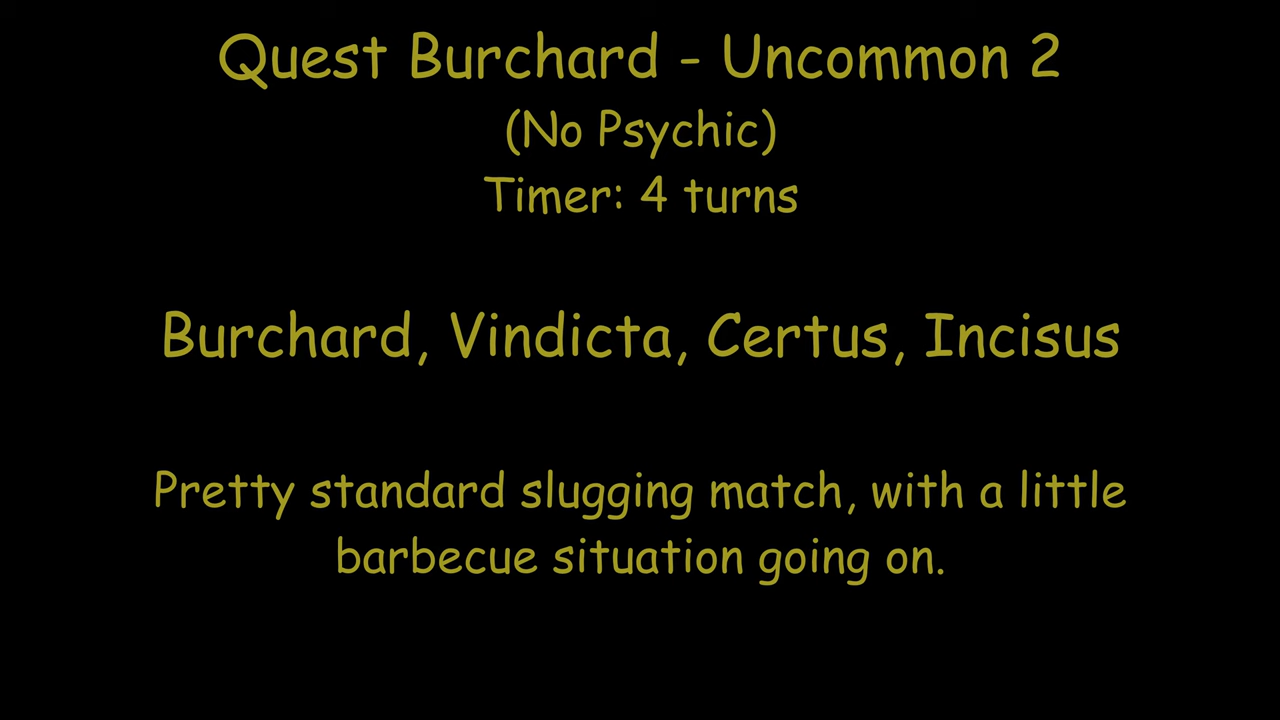 Quest Burchard - Uncommon 2
(No Psychic)
Timer: 4 turns
Burchard, Vindicta, Certus, Incisus
Pretty standard slugging match, with a little
barbecue situation going on.